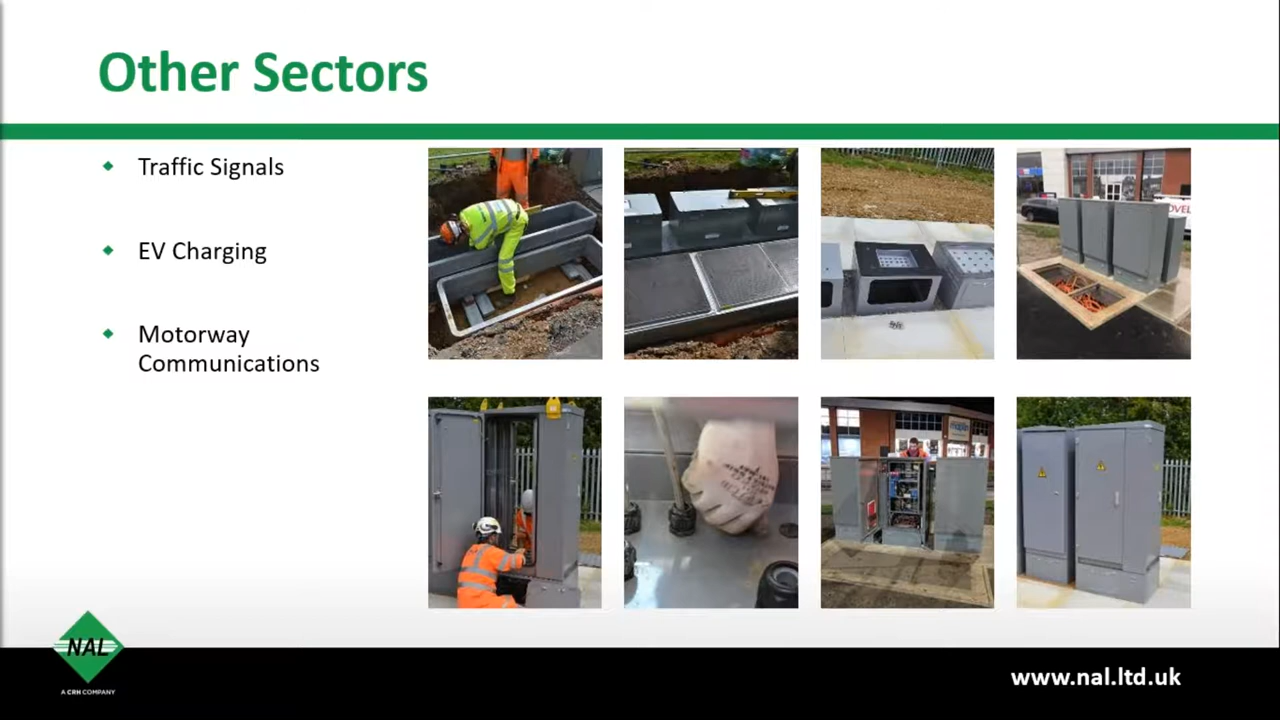 Other Sectors
Traffic Signals
EV Charging
Motorway
Communications
NAL
A CRH COMPANY
www.nal.ltd.uk